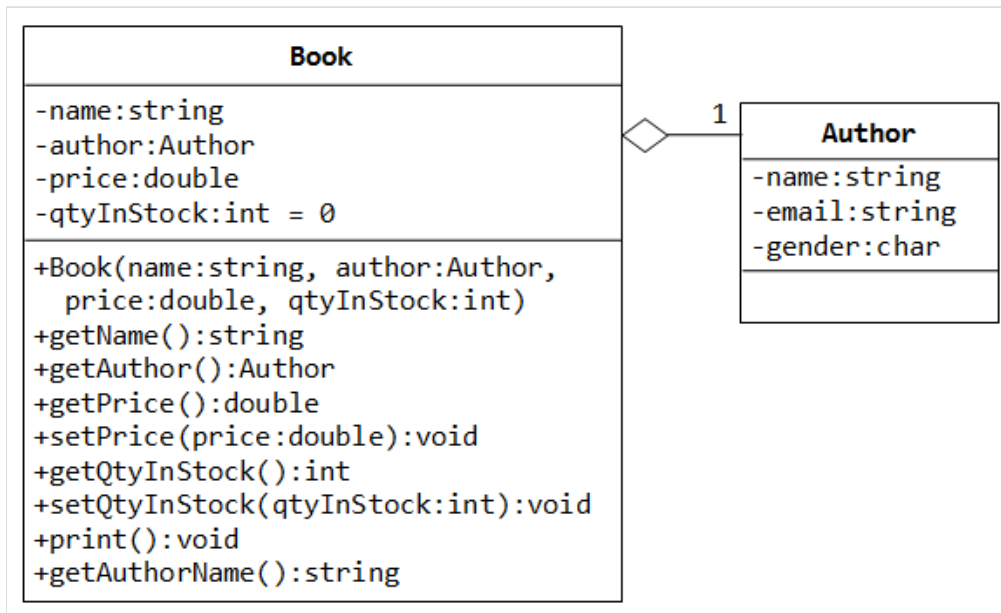 Book
-name:string
-author:Author
-price:double
-qtyInStock:int = 0
+Book(name:string, author:Author,
price:double, qtyInStock:int)
+getName():string
+getAuthor():Author
+getPrice():double
+setPrice(price:double):void
+getQtyInStock():int
+setQtyInStock(qtyInStock:int):void
+print():void
+getAuthorName():string
1
Author
-name:string
-email:string
-gender:char